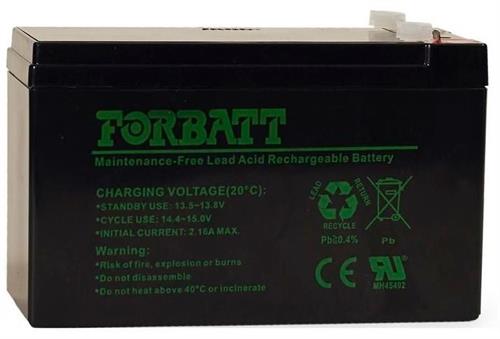 FORBATT
Maintenance-Free Lead Acid Rechargeable Battery
CHARGING VOLTAGE(20°C):
•STANDBY USE: 13.5~13.8V
•CYCLE USE: 14.4~15.0V
•INITIAL CURRENT: 2.16A MAX.
Warning:
•Risk of fire, explosion or burns
•Do not disassemble
•Do not heat above 40°C or incinerate
LEAD
RETURN
RECYCLE
Pb≥0.4%
Pb
CE
UR
MH45492